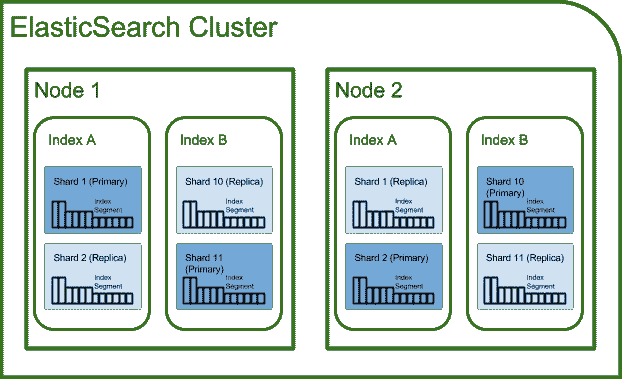 ElasticSearch Cluster
Node 1
Index A
Shard 1 (Primary)
Index
Segment
Shard 2 (Replica)
Index
Segment
Index B
Shard 10 (Replica)
Index
Segment
Shard 11
(Primary)
Index
Segment
Node 2
Index A
Shard 1 (Replica)
Index
Segment
Shard 2 (Primary)
Index
Segment
Index B
Shard 10
(Primary)
Index
Segment
Shard 11 (Replica)
Index
Segment